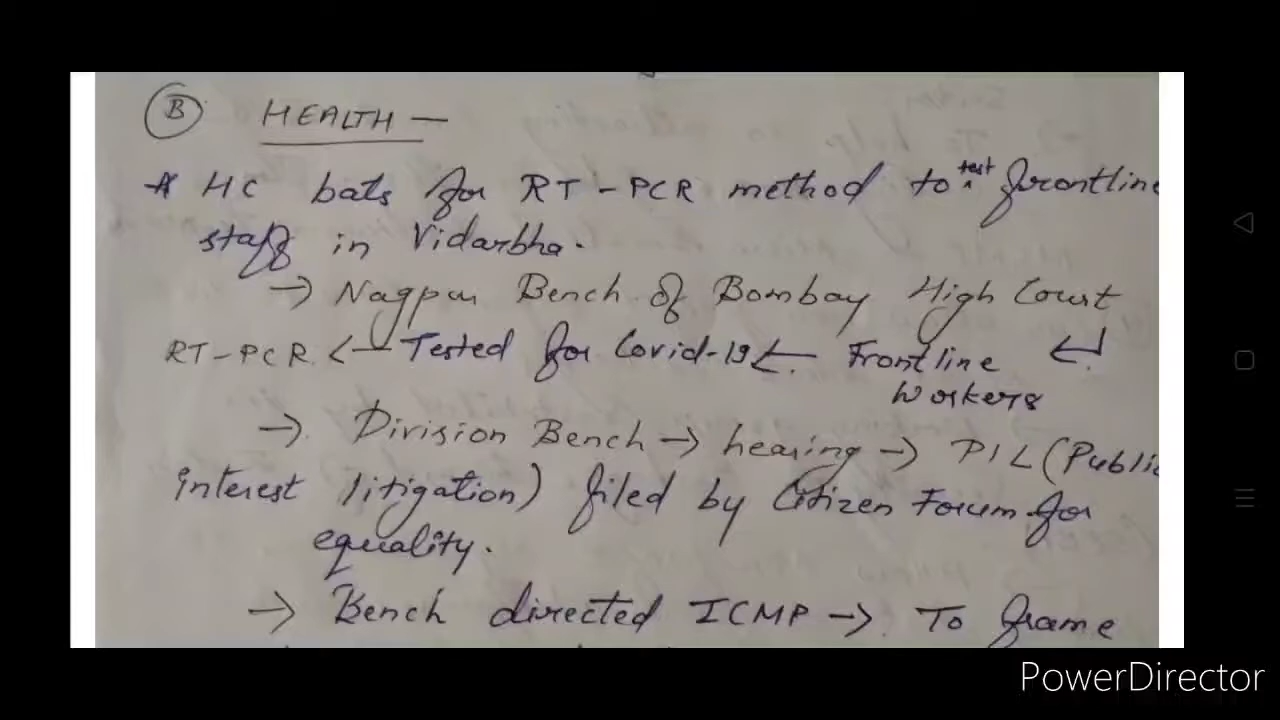 B HEALTH —
* HC bats for RT-PCR method to test frontline
staff in Vidarbha.
→ Nagpur Bench of Bombay High Court
RT-PCR. ← Tested for Covid-19 ← Frontline ↵
Workers
→ Division Bench → hearing → PIL (Public
interest litigation) filed by Citizen Forum for
equality.
→ Bench directed ICMP → To frame
PowerDirector